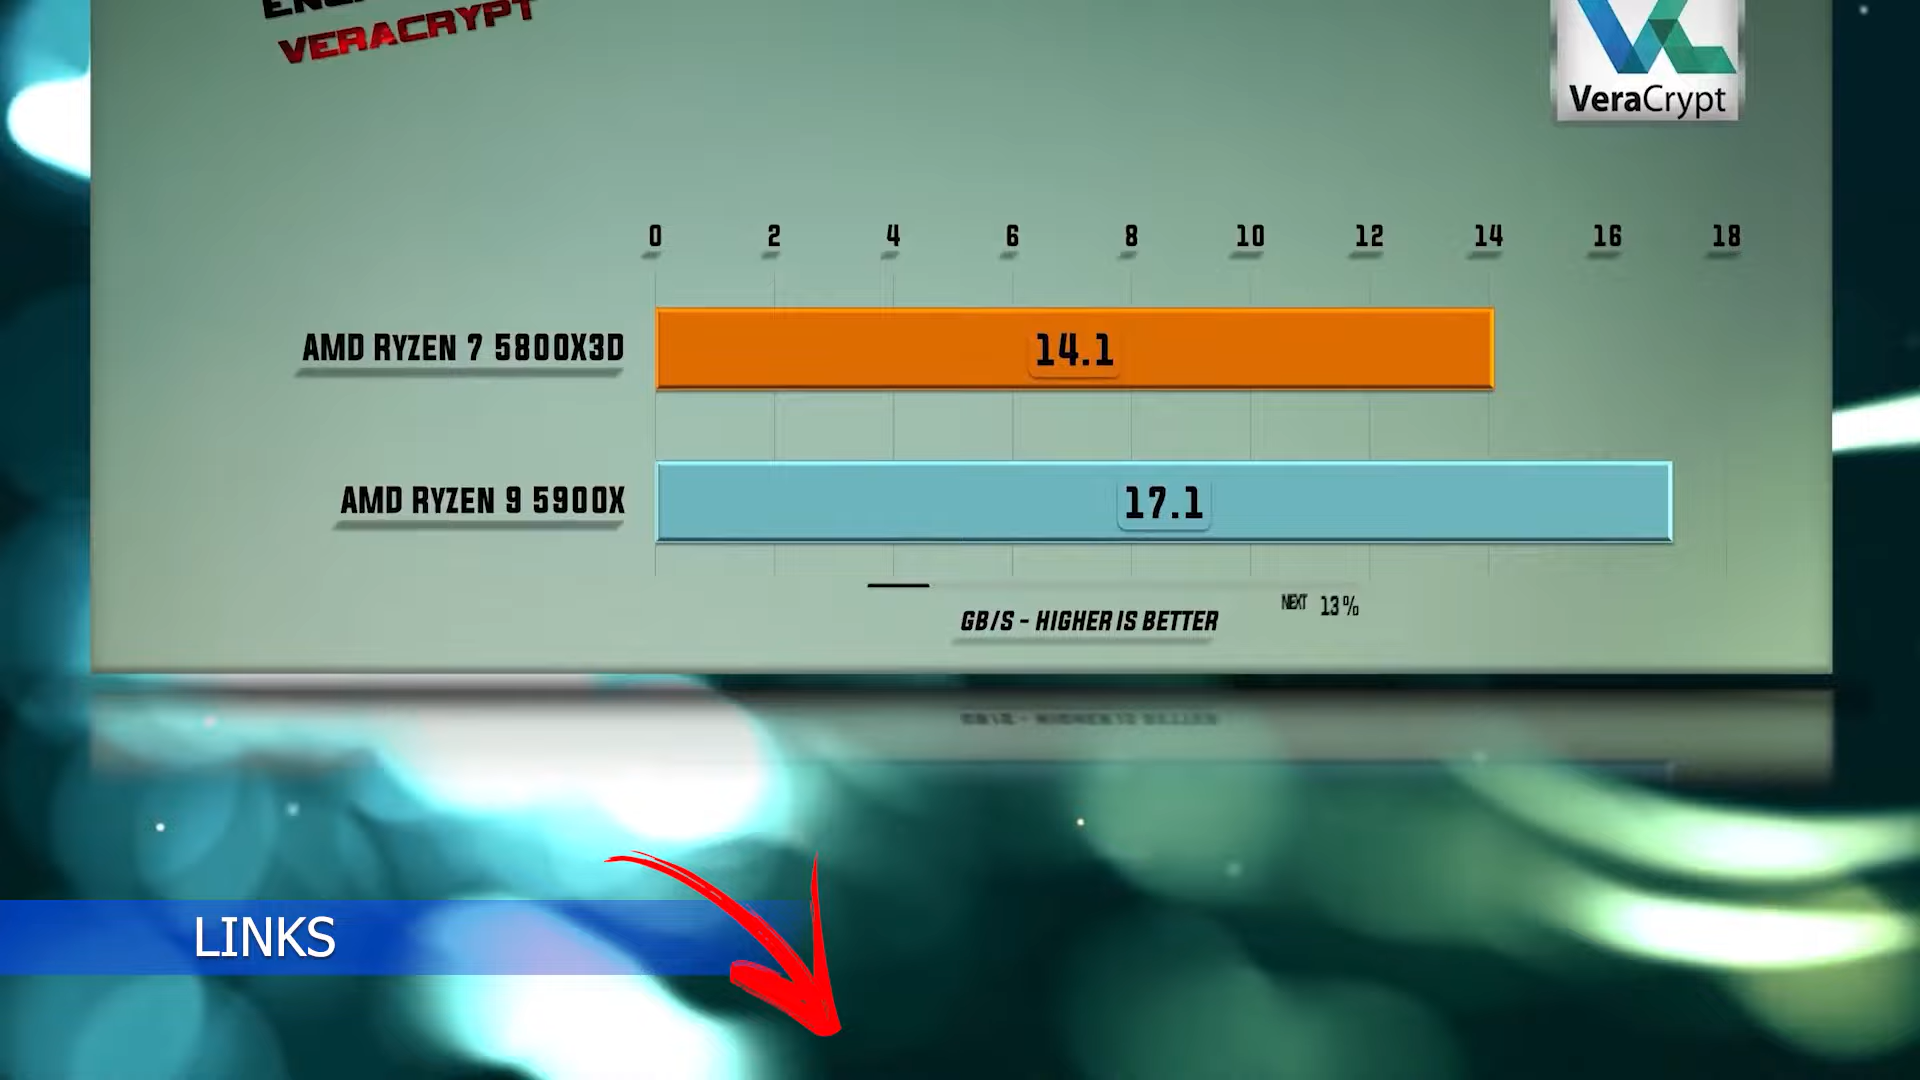 VERACRYPT
VeraCrypt
0 2 4 6 8 10 12 14 16 18
AMD RYZEN 7 5800X3D 14.1
AMD RYZEN 9 5900X 17.1
NEXT 13%
GB/S - HIGHER IS BETTER
LINKS